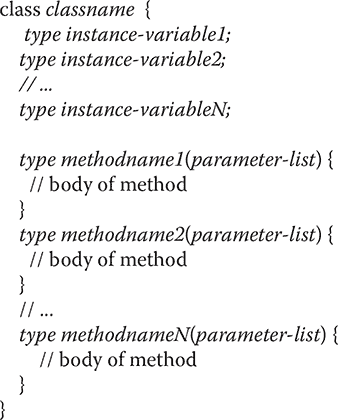 class classname {
type instance-variable1;
type instance-variable2;
// ...
type instance-variableN;
type methodname1(parameter-list) {
// body of method
}
type methodname2(parameter-list) {
// body of method
}
// ...
type methodnameN(parameter-list) {
// body of method
}
}